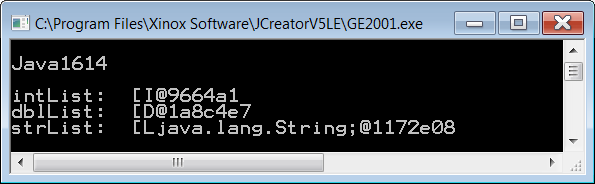 C:\Program Files\Xinox Software\JCreatorV5LE\GE2001.exe
Java1614
intList:  [I@9664a1
dblList:  [D@1a8c4e7
strList:  [Ljava.lang.String;@1172e08